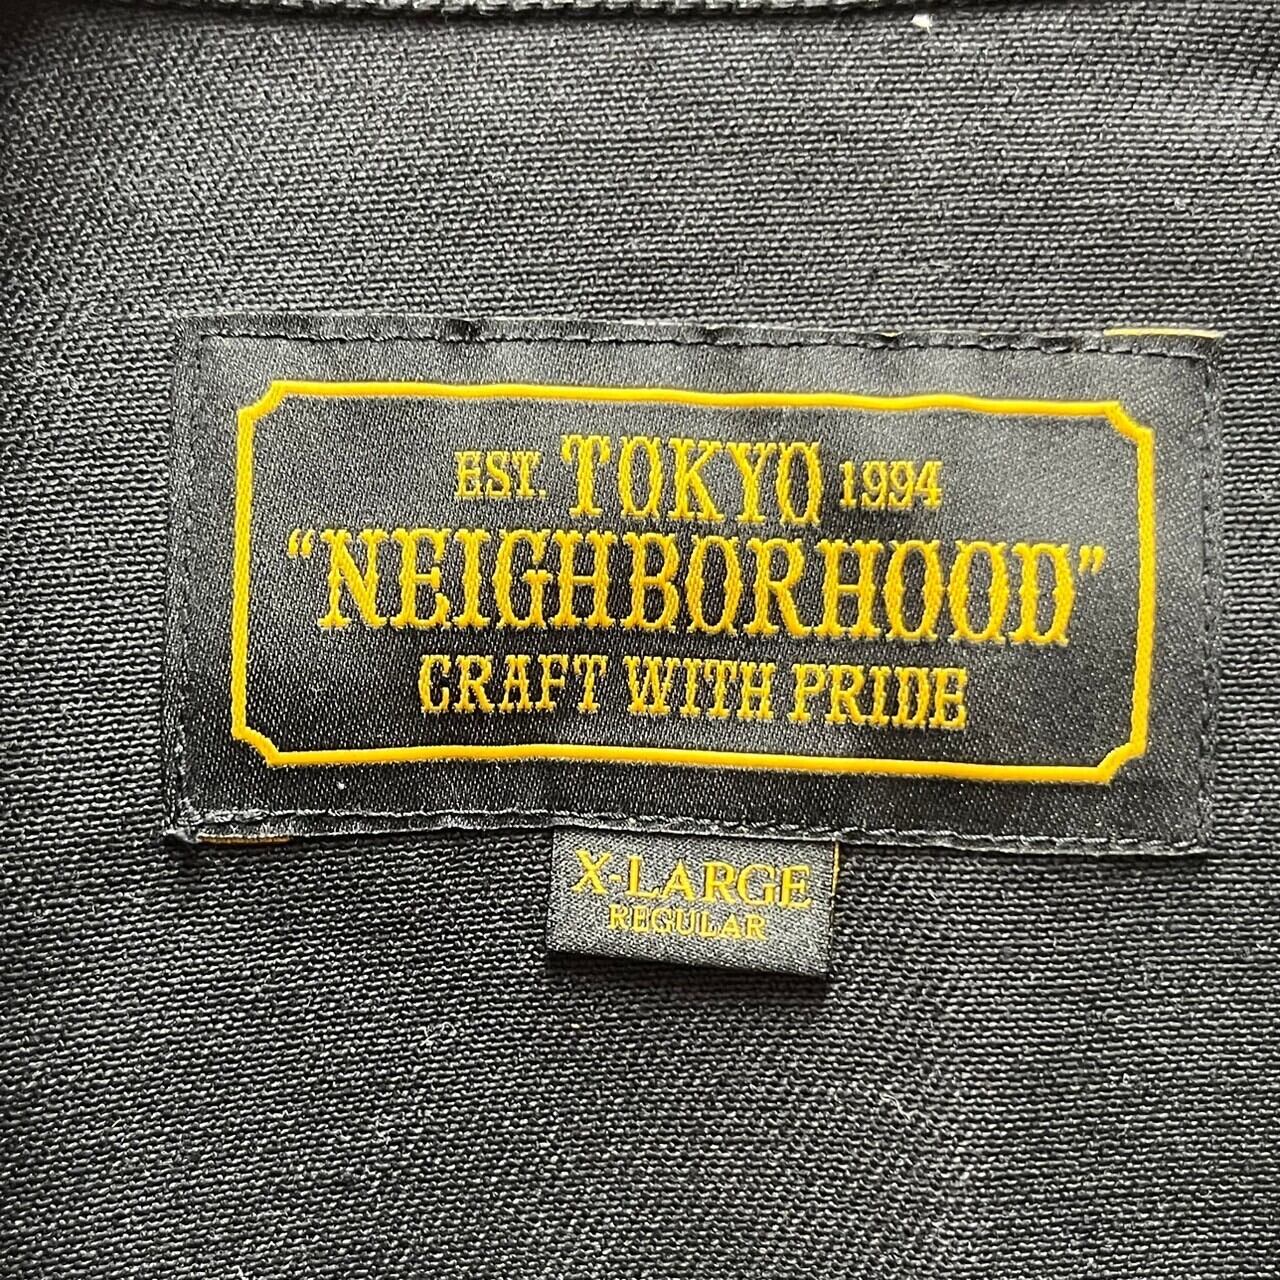 EST. TOKYO 1994
"NEIGHBORHOOD"
CRAFT WITH PRIDE
X-LARGE
REGULAR